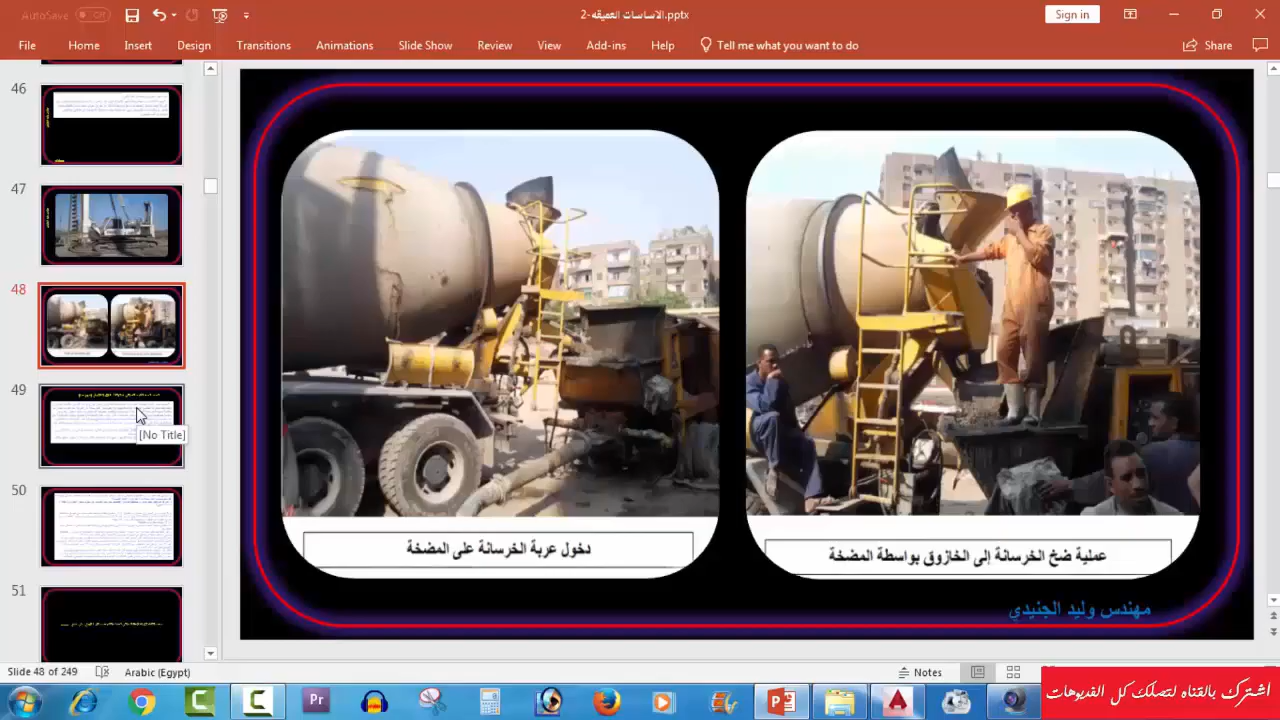 AutoSave
Off
2-الاساسات العميقه.pptx
Sign in
File
Home
Insert
Design
Transitions
Animations
Slide Show
Review
View
Add-ins
Help
Tell me what you want to do
Share
46
47
48
49
[No Title]
50
51
دخول عربة الخرسانة على المضخة
عملية ضخ الخرسانة إلى الخازوق بواسطة المضخة
مهندس وليد الجنيدي
Slide 48 of 249
Arabic (Egypt)
Notes
Pr
اشترك بالقناه لتصلك كل الفديوهات